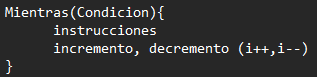 Mientras(Condicion){
instrucciones
incremento, decremento (i++,i--)
}